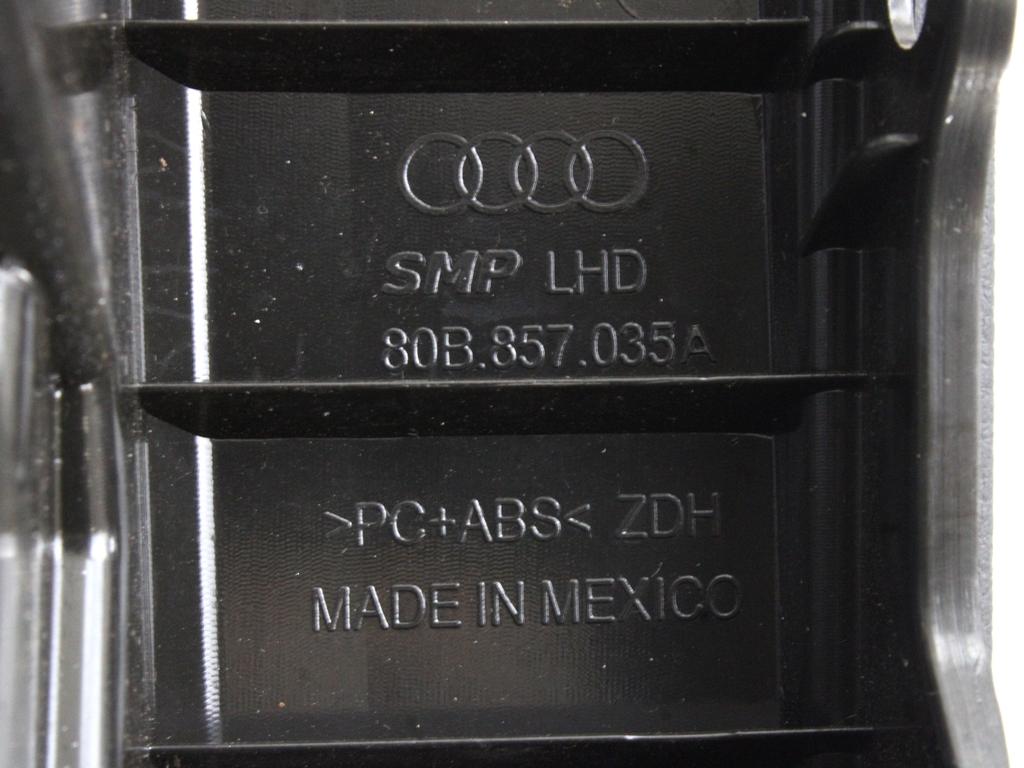 SMP LHD
80B.857.035A
>PC+ABS< ZDH
MADE IN MEXICO